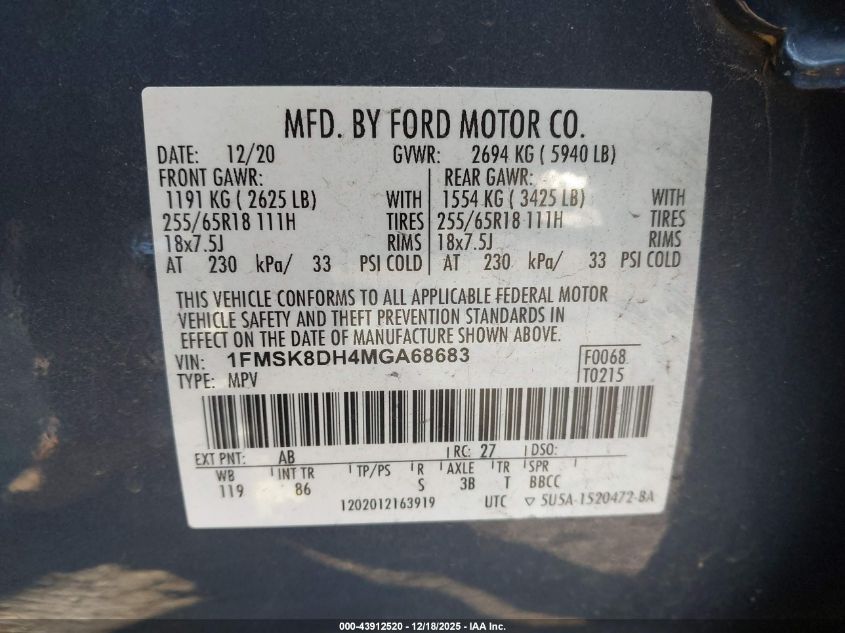 MFD. BY FORD MOTOR CO.
DATE: 12/20 GVWR: 2694 KG ( 5940 LB)
FRONT GAWR: REAR GAWR:
1191 KG ( 2625 LB) WITH 1554 KG ( 3425 LB) WITH
255/65R18 111H TIRES 255/65R18 111H TIRES
18x7.5J RIMS 18x7.5J RIMS
AT 230 kPa/ 33 PSI COLD AT 230 kPa/ 33 PSI COLD
THIS VEHICLE CONFORMS TO ALL APPLICABLE FEDERAL MOTOR
VEHICLE SAFETY AND THEFT PREVENTION STANDARDS IN
EFFECT ON THE DATE OF MANUFACTURE SHOWN ABOVE.
VIN: 1FMSK8DH4MGA68683 F0068
TYPE: MPV T0215
EXT PNT: AB RC: 27 DSO:
WB INT TR TP/PS R AXLE TR SPR
119 86 S 3B T BBCC
1202012163919 UTC ▽ 5U5A-1520472-BA
000-43912520 - 12/18/2025 - IAA Inc.